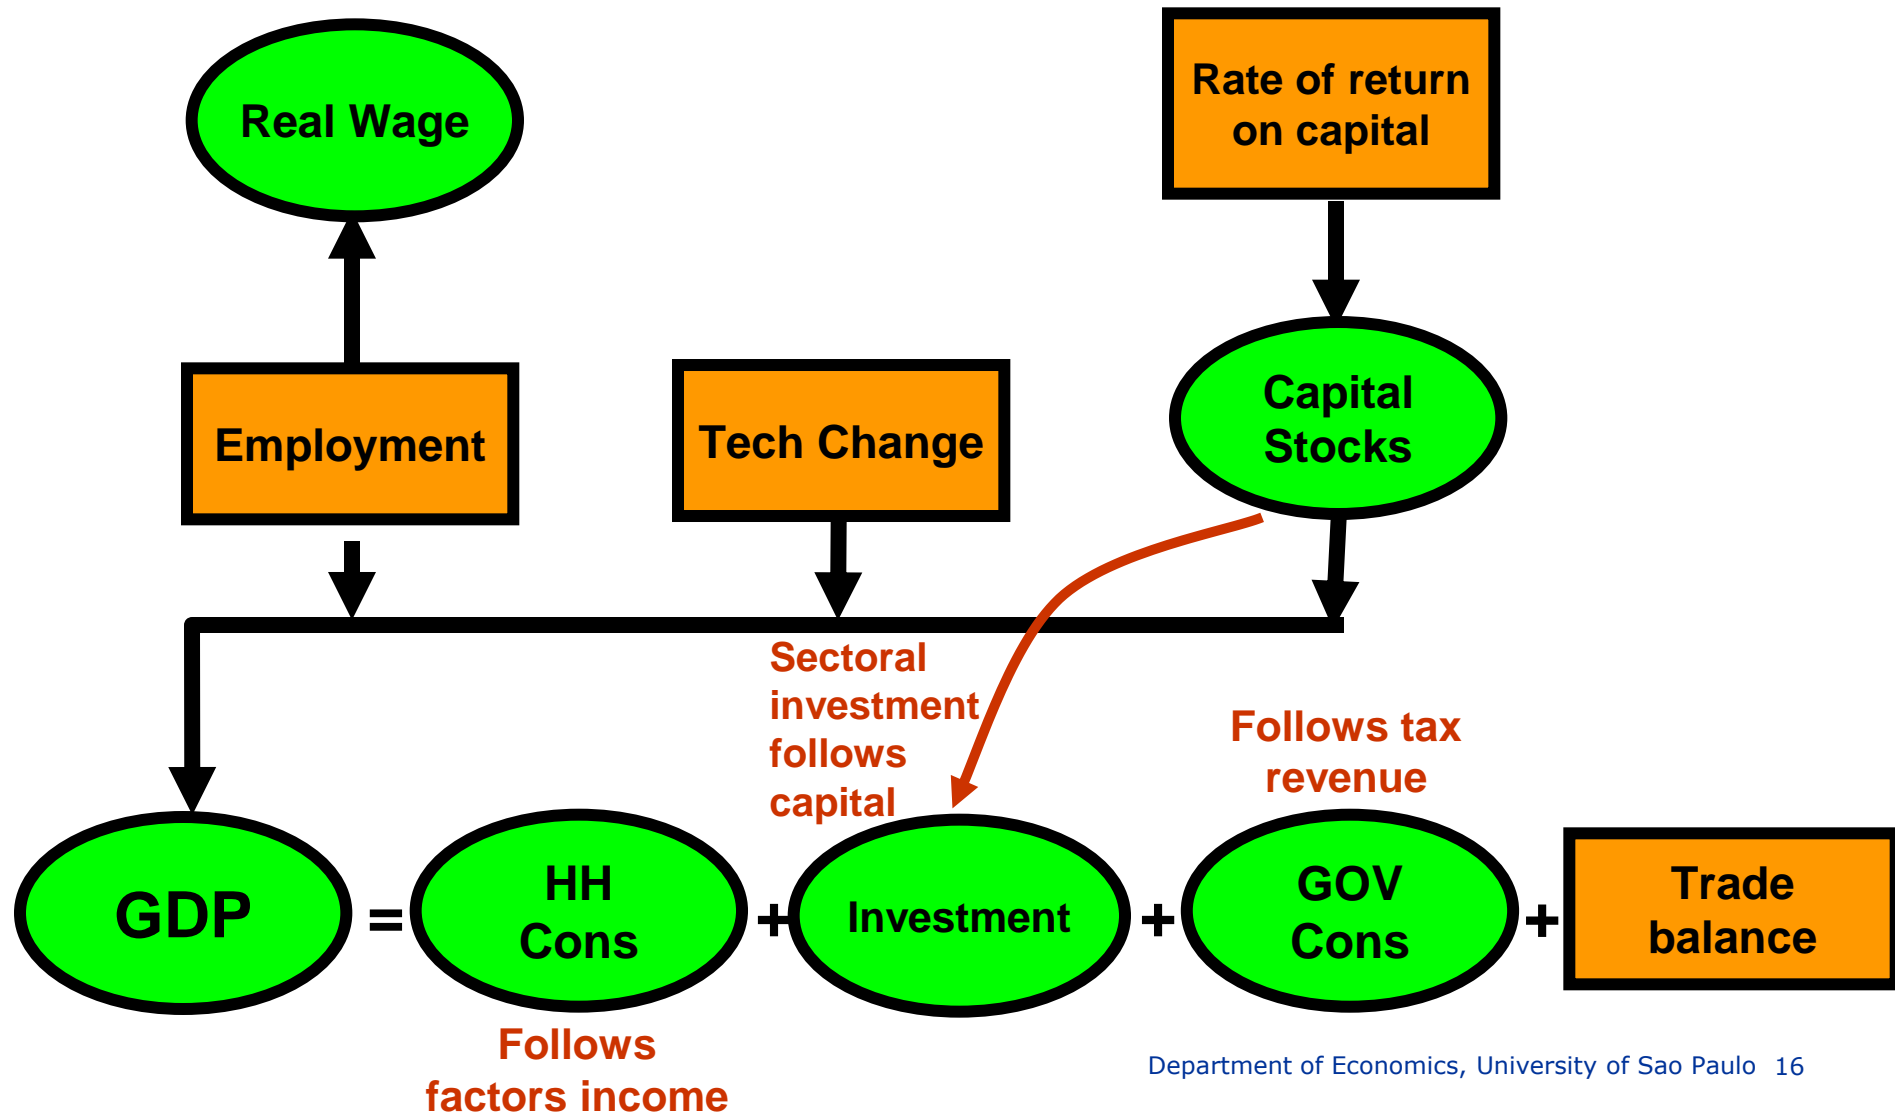 Real Wage
Rate of return
on capital
Employment
Tech Change
Capital
Stocks
Sectoral
investment
follows
capital
Follows tax
revenue
GDP
=
HH
Cons
+
Investment
+
GOV
Cons
+
Trade
balance
Follows
factors income
Department of Economics, University of Sao Paulo 16